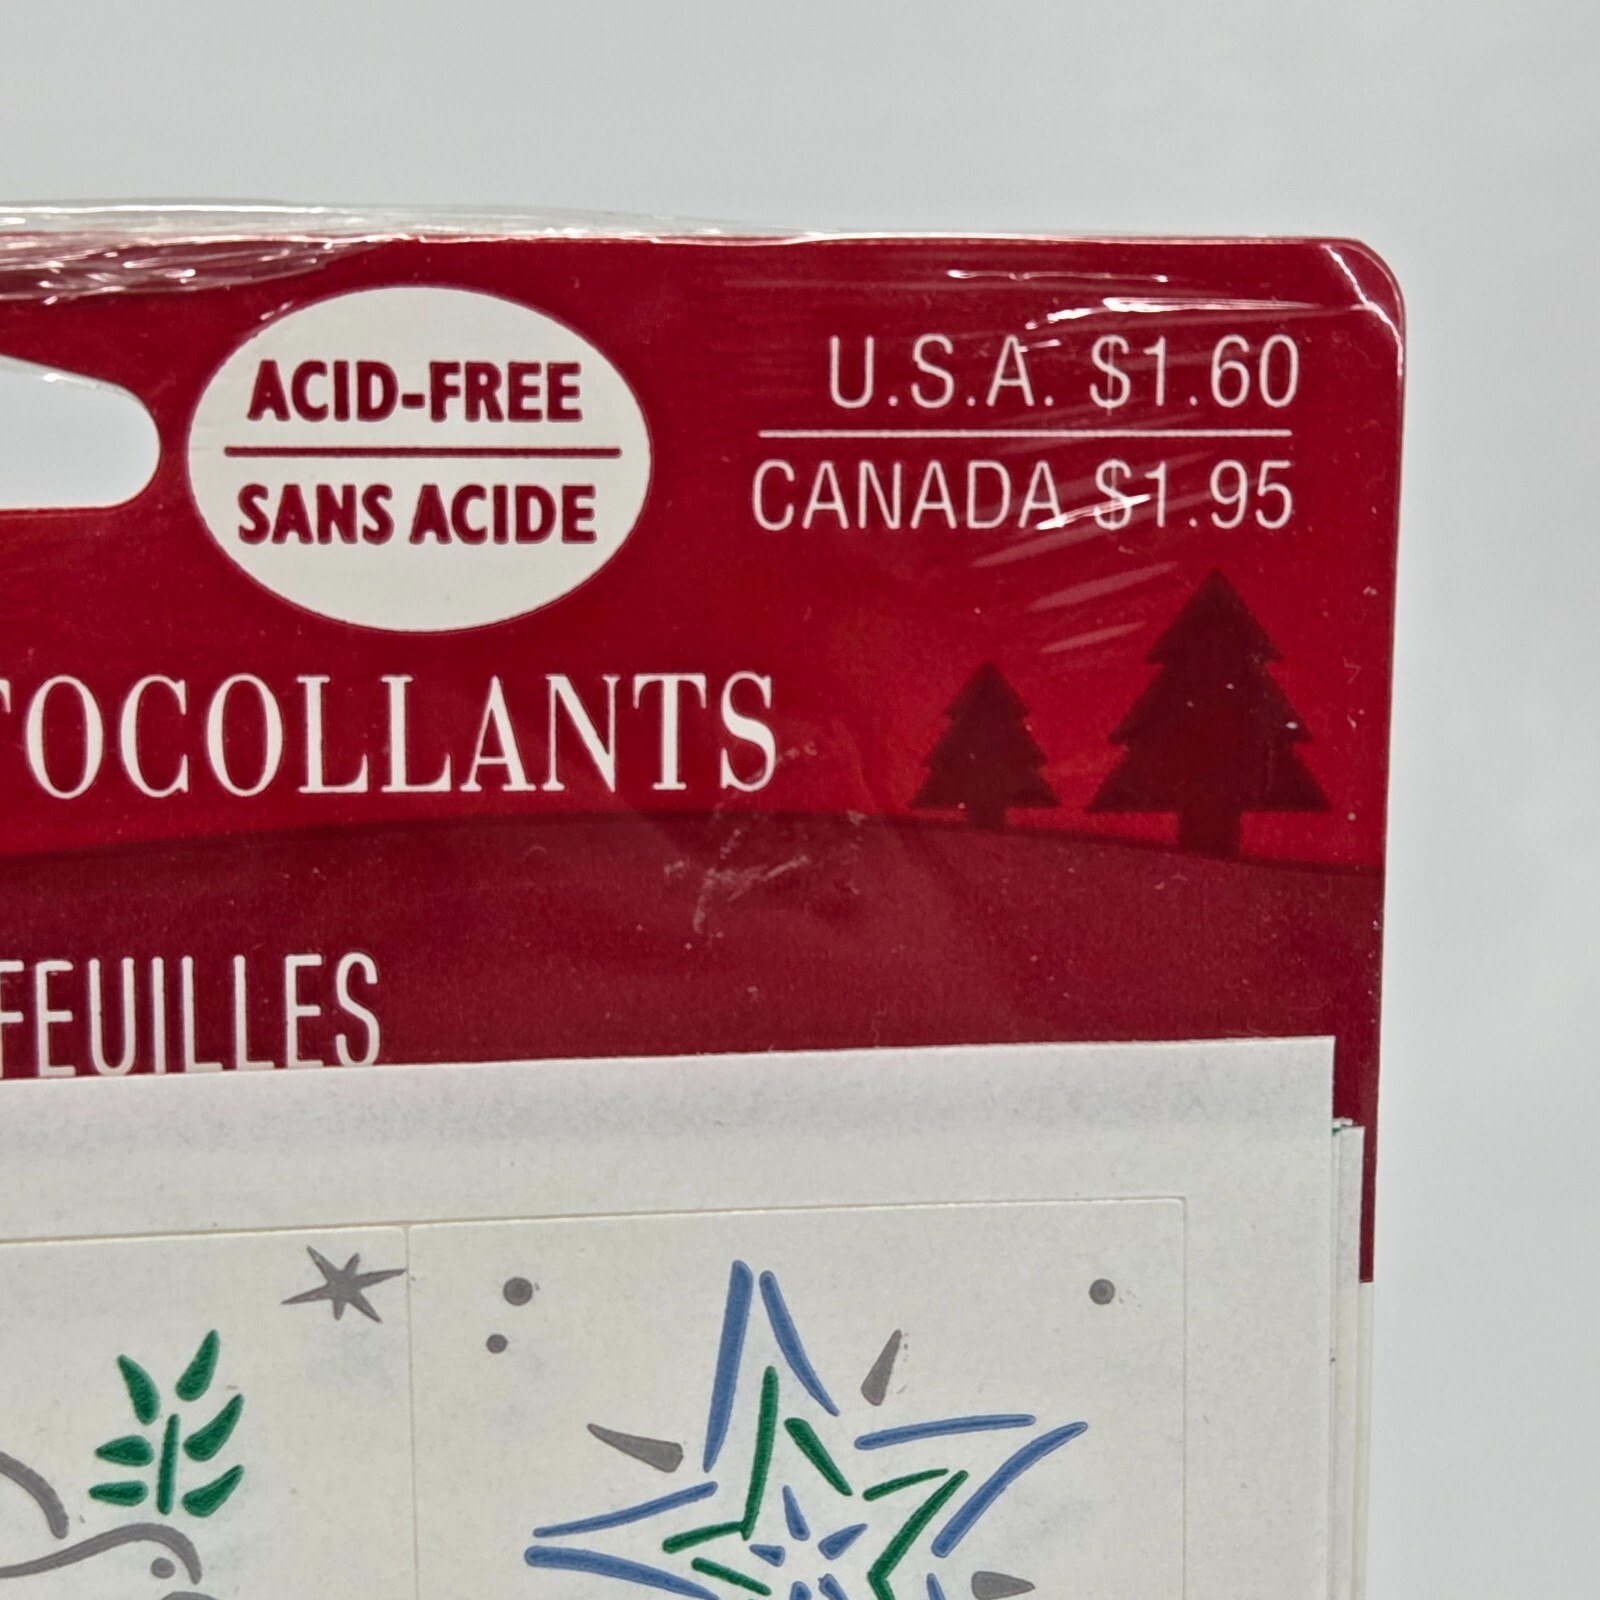 ACID-FREE
SANS ACIDE
U.S.A. $1.60
CANADA $1.95
TOCOLLANTS
FEUILLES